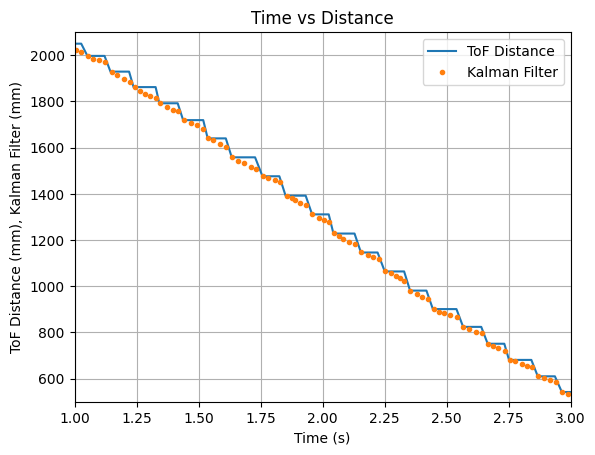 Time vs Distance
ToF Distance (mm), Kalman Filter (mm)
2000
1800
1600
1400
1200
1000
800
600
ToF Distance
Kalman Filter
1.00 1.25 1.50 1.75 2.00 2.25 2.50 2.75 3.00
Time (s)